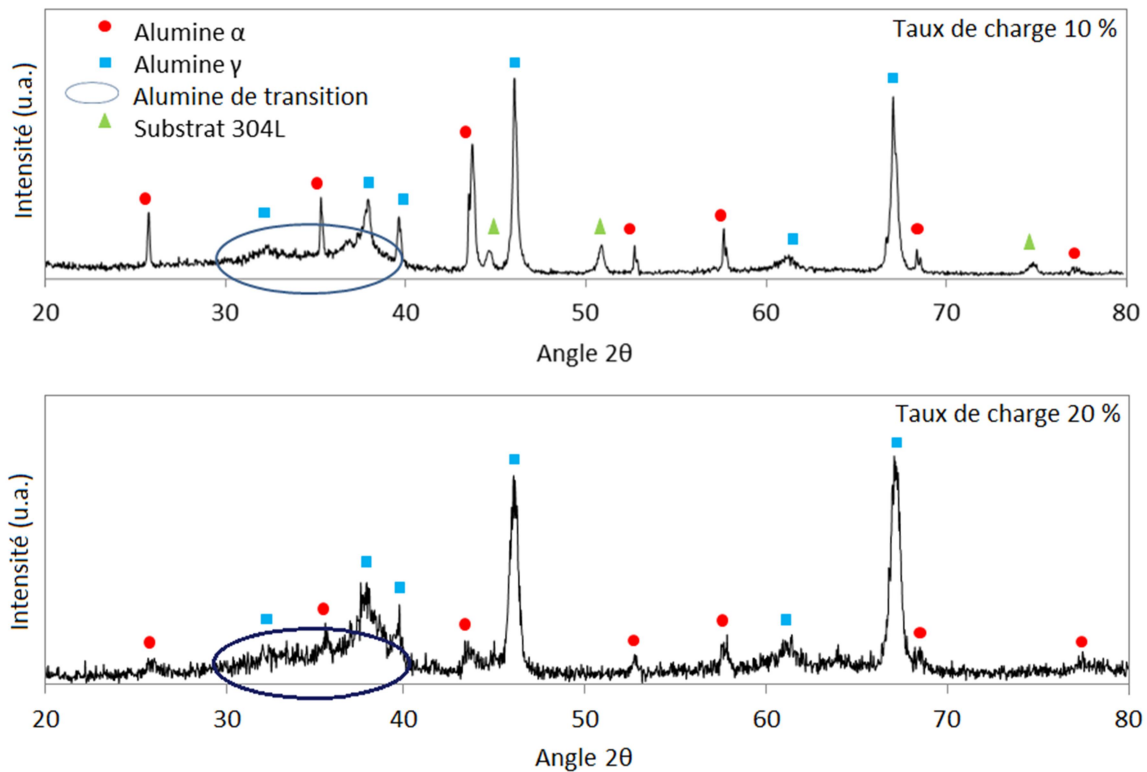 Taux de charge 10 %
Alumine α
Alumine γ
Alumine de transition
Substrat 304L
Intensité (u.a.)
20 30 40 50 60 70 80
Angle 2θ
Taux de charge 20 %
Intensité (u.a.)
20 30 40 50 60 70 80
Angle 2θ